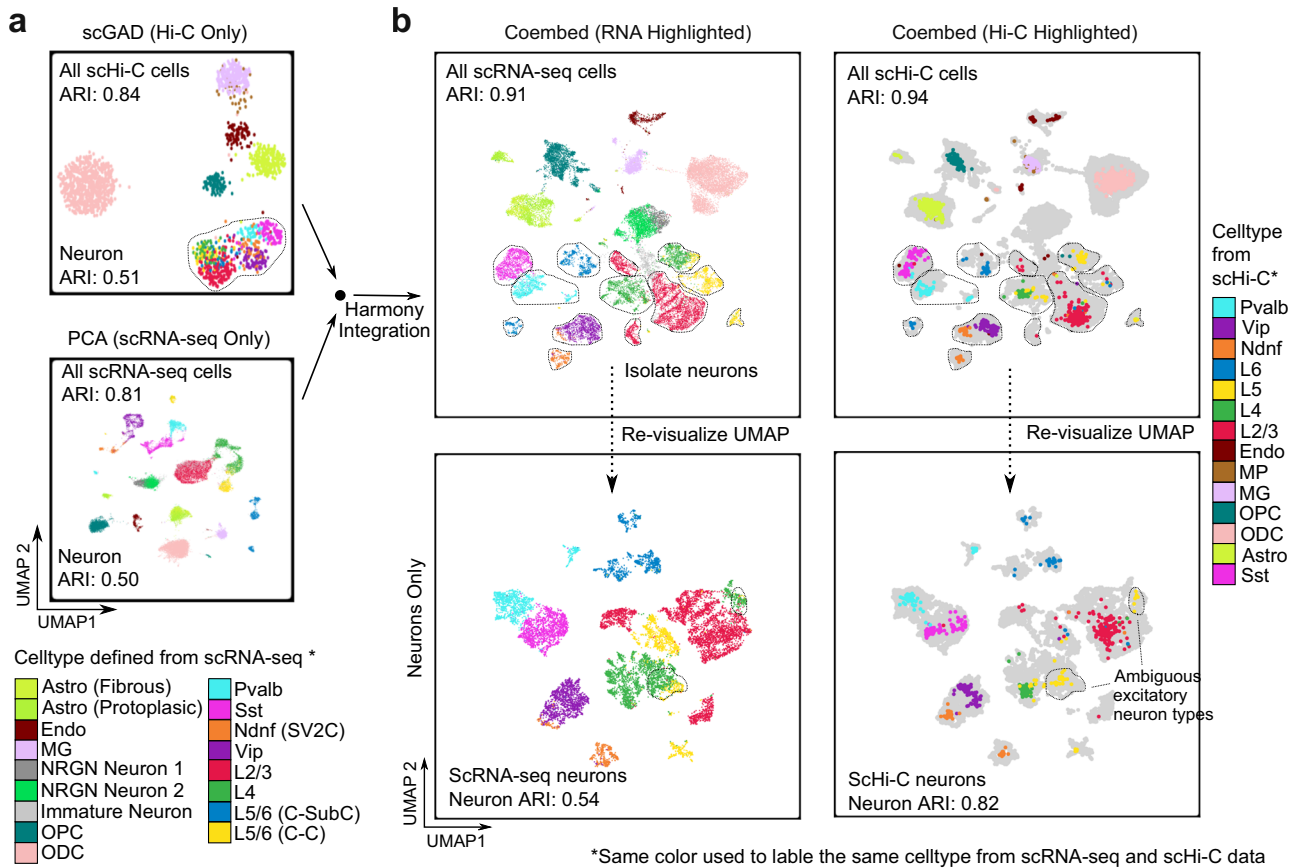 a
scGAD (Hi-C Only)
All scHi-C cells
ARI: 0.84
Neuron
ARI: 0.51
PCA (scRNA-seq Only)
All scRNA-seq cells
ARI: 0.81
Neuron
ARI: 0.50
UMAP 2
UMAP1
Harmony
Integration
Celltype defined from scRNA-seq *
Astro (Fibrous)
Astro (Protoplasic)
Endo
MG
NRGN Neuron 1
NRGN Neuron 2
Immature Neuron
OPC
ODC
Pvalb
Sst
Ndnf (SV2C)
Vip
L2/3
L4
L5/6 (C-SubC)
L5/6 (C-C)
b
Coembed (RNA Highlighted)
All scRNA-seq cells
ARI: 0.91
Isolate neurons
Coembed (Hi-C Highlighted)
All scHi-C cells
ARI: 0.94
Re-visualize UMAP
Re-visualize UMAP
Neurons Only
ScRNA-seq neurons
Neuron ARI: 0.54
UMAP 2
UMAP1
Ambiguous
excitatory
neuron types
ScHi-C neurons
Neuron ARI: 0.82
Celltype
from
scHi-C*
Pvalb
Vip
Ndnf
L6
L5
L4
L2/3
Endo
MP
MG
OPC
ODC
Astro
Sst
*Same color used to lable the same celltype from scRNA-seq and scHi-C data